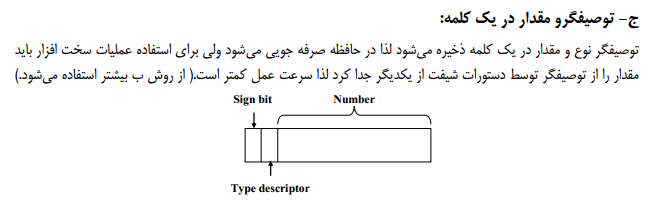 ج- توصیفگرو مقدار در یک کلمه:
توصیفگر نوع و مقدار در یک کلمه ذخیره می‌شود لذا در حافظه صرفه جویی می‌شود ولی برای استفاده عملیات سخت افزار باید
مقدار را از توصیفگر توسط دستورات شیفت از یکدیگر جدا کرد لذا سرعت عمل کمتر است.( از روش ب بیشتر استفاده می‌شود.)
Sign bit
Number
Type descriptor